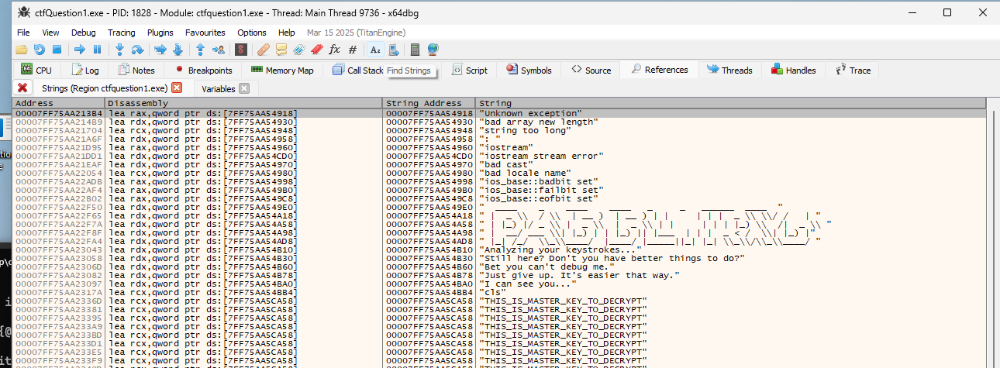 ctfQuestion1.exe - PID: 1828 - Module: ctfquestion1.exe - Thread: Main Thread 9736 - x64dbg
File View Debug Tracing Plugins Favourites Options Help Mar 15 2025 (TitanEngine)
CPU Log Notes Breakpoints Memory Map Call Stack Find Strings Script Symbols Source References Threads Handles Trace
Strings (Region ctfquestion1.exe) Variables
Address Disassembly String Address String
00007FF75AA213B4 lea rax,qword ptr ds:[7FF75AA54918] 00007FF75AA54918 "Unknown exception"
00007FF75AA214B9 lea rdx,qword ptr ds:[7FF75AA54930] 00007FF75AA54930 "bad array new length"
00007FF75AA21704 lea rcx,qword ptr ds:[7FF75AA54948] 00007FF75AA54948 "string too long"
00007FF75AA21A6F lea rdx,qword ptr ds:[7FF75AA54958] 00007FF75AA54958 ": "
00007FF75AA21D95 lea rax,qword ptr ds:[7FF75AA54960] 00007FF75AA54960 "iostream"
00007FF75AA21DD1 lea rdx,qword ptr ds:[7FF75AA54CD0] 00007FF75AA54CD0 "iostream stream error"
00007FF75AA21EAF lea rdx,qword ptr ds:[7FF75AA54970] 00007FF75AA54970 "bad cast"
00007FF75AA22054 lea rcx,qword ptr ds:[7FF75AA54980] 00007FF75AA54980 "bad locale name"
00007FF75AA22ADB lea rax,qword ptr ds:[7FF75AA54998] 00007FF75AA54998 "ios_base::badbit set"
00007FF75AA22AF4 lea rax,qword ptr ds:[7FF75AA549B0] 00007FF75AA549B0 "ios_base::failbit set"
00007FF75AA22B02 lea rax,qword ptr ds:[7FF75AA549C8] 00007FF75AA549C8 "ios_base::eofbit set"
00007FF75AA22F50 lea rdx,qword ptr ds:[7FF75AA549E0] 00007FF75AA549E0
00007FF75AA22F65 lea rdx,qword ptr ds:[7FF75AA54A18] 00007FF75AA54A18
00007FF75AA22F7A lea rdx,qword ptr ds:[7FF75AA54A58] 00007FF75AA54A58
00007FF75AA22F8F lea rdx,qword ptr ds:[7FF75AA54A98] 00007FF75AA54A98
00007FF75AA22FA4 lea rdx,qword ptr ds:[7FF75AA54AD8] 00007FF75AA54AD8
00007FF75AA23043 lea rdx,qword ptr ds:[7FF75AA54B10] 00007FF75AA54B10 "Analyzing your keystrokes..."
00007FF75AA23058 lea rdx,qword ptr ds:[7FF75AA54B30] 00007FF75AA54B30 "Still here? Don't you have better things to do?"
00007FF75AA2306D lea rdx,qword ptr ds:[7FF75AA54B60] 00007FF75AA54B60 "Bet you can't debug me."
00007FF75AA23082 lea rdx,qword ptr ds:[7FF75AA54B78] 00007FF75AA54B78 "Just give up. It's easier that way."
00007FF75AA23097 lea rdx,qword ptr ds:[7FF75AA54BA0] 00007FF75AA54BA0 "I can see you..."
00007FF75AA2317A lea rcx,qword ptr ds:[7FF75AA54BB4] 00007FF75AA54BB4 "cls"
00007FF75AA2336D lea rcx,qword ptr ds:[7FF75AA5CA58] 00007FF75AA5CA58 "THIS_IS_MASTER_KEY_TO_DECRYPT"
00007FF75AA23381 lea rcx,qword ptr ds:[7FF75AA5CA58] 00007FF75AA5CA58 "THIS_IS_MASTER_KEY_TO_DECRYPT"
00007FF75AA23395 lea rcx,qword ptr ds:[7FF75AA5CA58] 00007FF75AA5CA58 "THIS_IS_MASTER_KEY_TO_DECRYPT"
00007FF75AA233A9 lea rcx,qword ptr ds:[7FF75AA5CA58] 00007FF75AA5CA58 "THIS_IS_MASTER_KEY_TO_DECRYPT"
00007FF75AA233BD lea rcx,qword ptr ds:[7FF75AA5CA58] 00007FF75AA5CA58 "THIS_IS_MASTER_KEY_TO_DECRYPT"
00007FF75AA233D1 lea rcx,qword ptr ds:[7FF75AA5CA58] 00007FF75AA5CA58 "THIS_IS_MASTER_KEY_TO_DECRYPT"
00007FF75AA233E5 lea rcx,qword ptr ds:[7FF75AA5CA58] 00007FF75AA5CA58 "THIS_IS_MASTER_KEY_TO_DECRYPT"
00007FF75AA233F9 lea rcx,qword ptr ds:[7FF75AA5CA58] 00007FF75AA5CA58 "THIS_IS_MASTER_KEY_TO_DECRYPT"